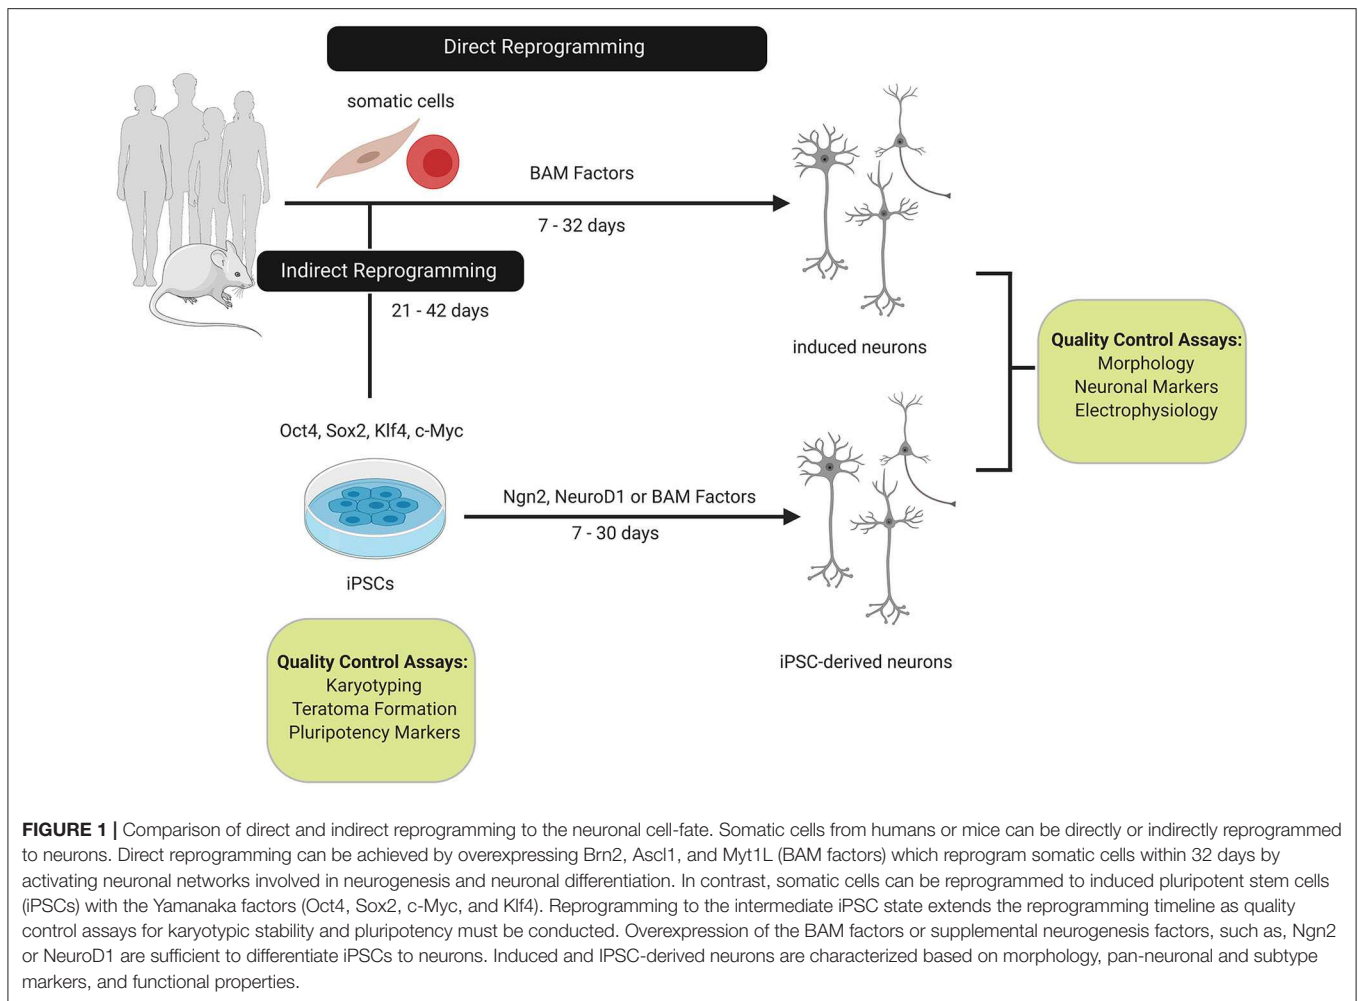 Direct Reprogramming
somatic cells
BAM Factors
7 - 32 days
Indirect Reprogramming
21 - 42 days
induced neurons
Quality Control Assays:
Morphology
Neuronal Markers
Electrophysiology
Oct4, Sox2, Klf4, c-Myc
Ngn2, NeuroD1 or BAM Factors
7 - 30 days
iPSCs
iPSC-derived neurons
Quality Control Assays:
Karyotyping
Teratoma Formation
Pluripotency Markers
FIGURE 1 | Comparison of direct and indirect reprogramming to the neuronal cell-fate. Somatic cells from humans or mice can be directly or indirectly reprogrammed
to neurons. Direct reprogramming can be achieved by overexpressing Brn2, Ascl1, and Myt1L (BAM factors) which reprogram somatic cells within 32 days by
activating neuronal networks involved in neurogenesis and neuronal differentiation. In contrast, somatic cells can be reprogrammed to induced pluripotent stem cells
(iPSCs) with the Yamanaka factors (Oct4, Sox2, c-Myc, and Klf4). Reprogramming to the intermediate iPSC state extends the reprogramming timeline as quality
control assays for karyotypic stability and pluripotency must be conducted. Overexpression of the BAM factors or supplemental neurogenesis factors, such as, Ngn2
or NeuroD1 are sufficient to differentiate iPSCs to neurons. Induced and IPSC-derived neurons are characterized based on morphology, pan-neuronal and subtype
markers, and functional properties.